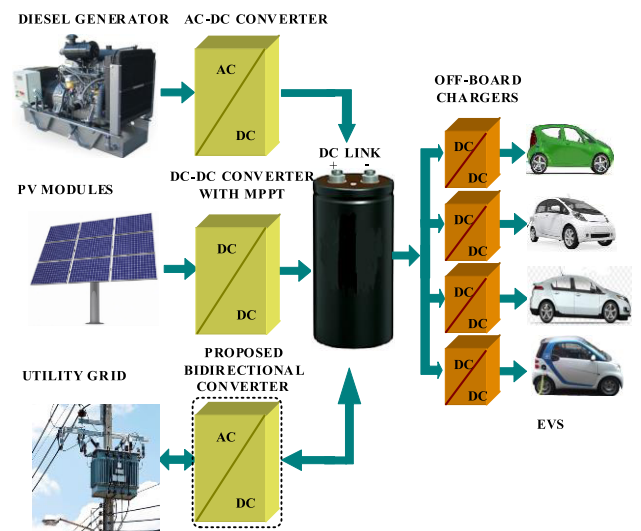 DIESEL GENERATOR
AC-DC CONVERTER
AC
DC
OFF-BOARD
CHARGERS
DC LINK
+ -
DC
DC
PV MODULES
DC-DC CONVERTER
WITH MPPT
DC
DC
DC
DC
DC
DC
UTILITY GRID
PROPOSED
BIDIRECTIONAL
CONVERTER
AC
DC
DC
DC
EVS